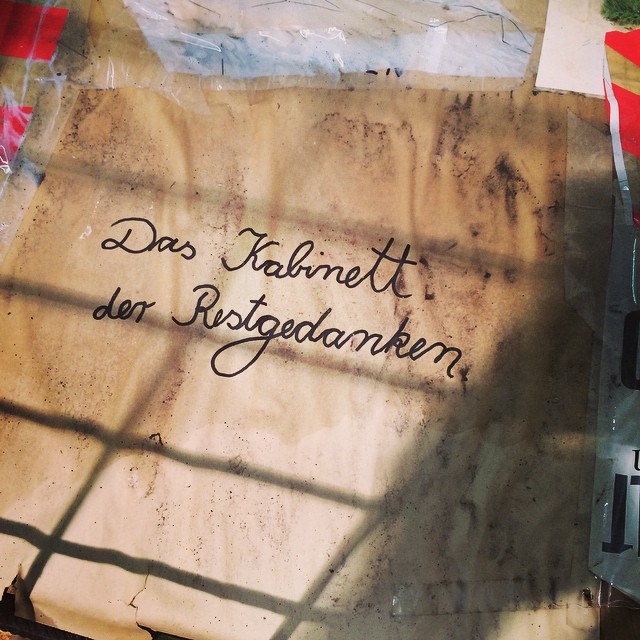 Das Kabinett
der Restgedanken